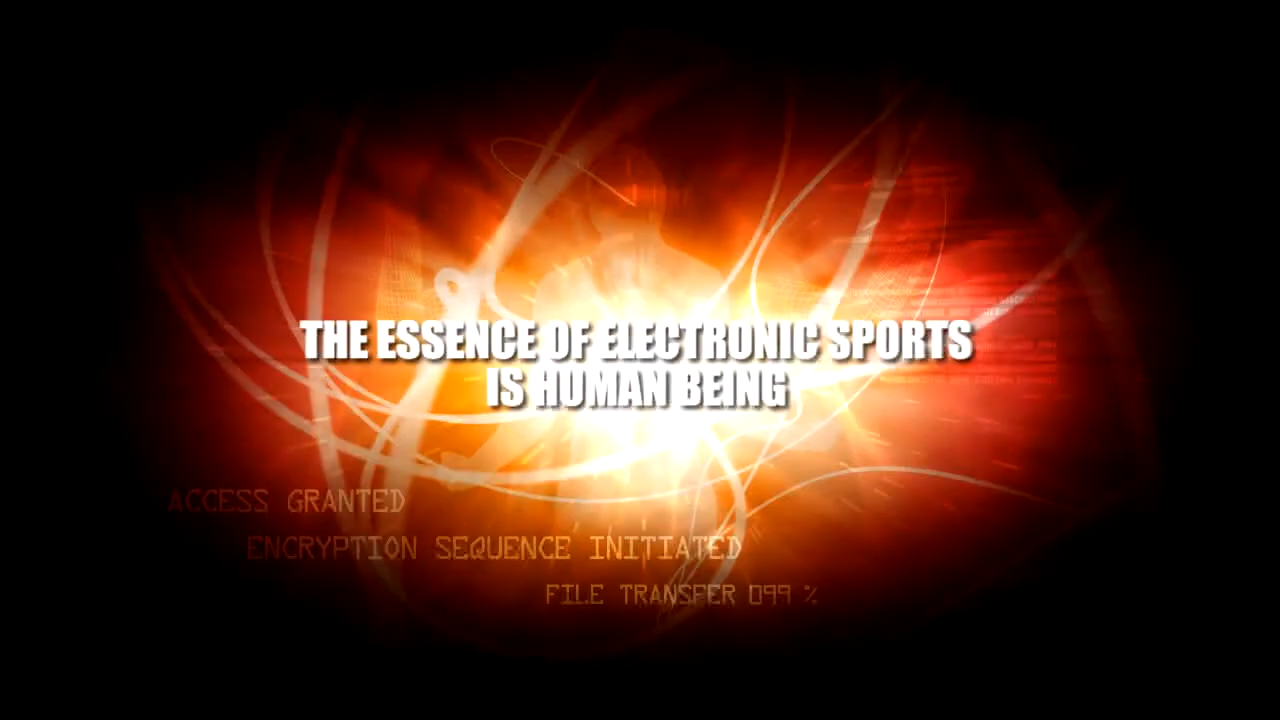 THE ESSENCE OF ELECTRONIC SPORTS
IS HUMAN BEING
ACCESS GRANTED
ENCRYPTION SEQUENCE INITIATED
FILE TRANSFER 099 %